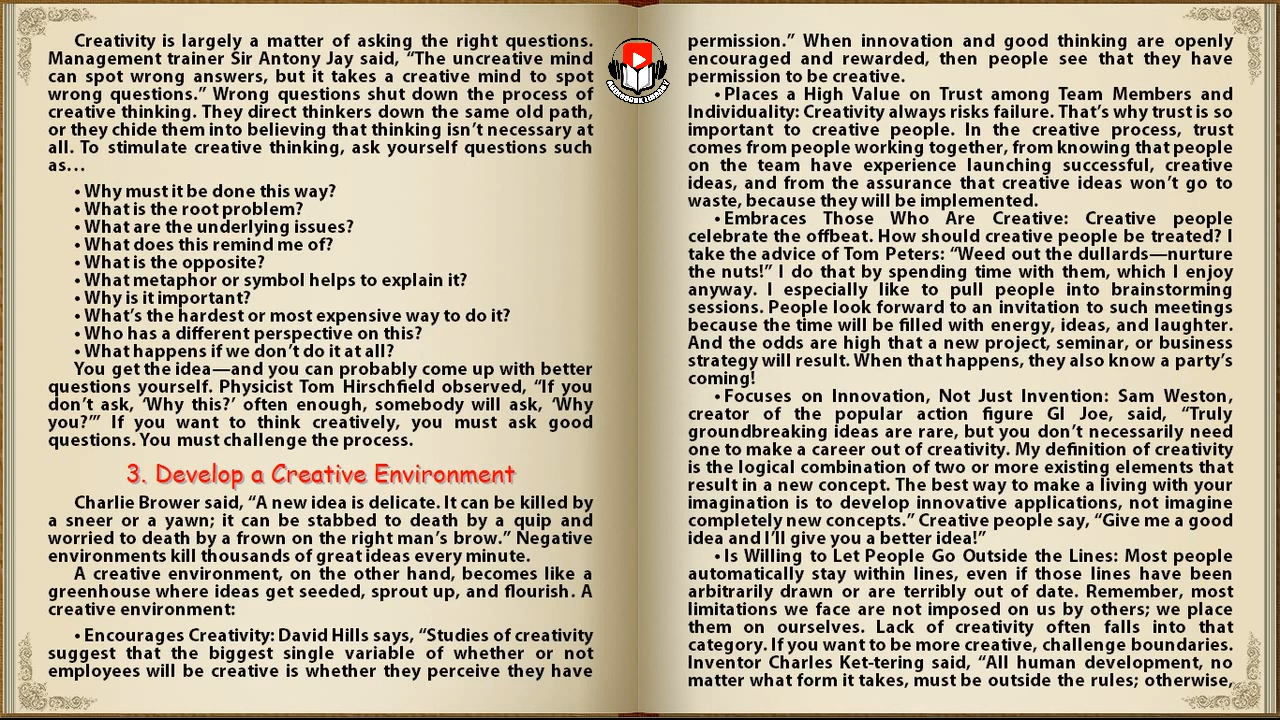 Creativity is largely a matter of asking the right questions.
Management trainer Sir Antony Jay said, “The uncreative mind
can spot wrong answers, but it takes a creative mind to spot
wrong questions.” Wrong questions shut down the process of
creative thinking. They direct thinkers down the same old path,
or they chide them into believing that thinking isn’t necessary at
all. To stimulate creative thinking, ask yourself questions such
as…
• Why must it be done this way?
• What is the root problem?
• What are the underlying issues?
• What does this remind me of?
• What is the opposite?
• What metaphor or symbol helps to explain it?
• Why is it important?
• What’s the hardest or most expensive way to do it?
• Who has a different perspective on this?
• What happens if we don’t do it at all?
You get the idea—and you can probably come up with better
questions yourself. Physicist Tom Hirschfield observed, “If you
don’t ask, ‘Why this?’ often enough, somebody will ask, ‘Why
you?’” If you want to think creatively, you must ask good
questions. You must challenge the process.
3. Develop a Creative Environment
Charlie Brower said, “A new idea is delicate. It can be killed by
a sneer or a yawn; it can be stabbed to death by a quip and
worried to death by a frown on the right man’s brow.” Negative
environments kill thousands of great ideas every minute.
A creative environment, on the other hand, becomes like a
greenhouse where ideas get seeded, sprout up, and flourish. A
creative environment:
• Encourages Creativity: David Hills says, “Studies of creativity
suggest that the biggest single variable of whether or not
employees will be creative is whether they perceive they have
AUDIOBOOK LIBRARY
permission.” When innovation and good thinking are openly
encouraged and rewarded, then people see that they have
permission to be creative.
• Places a High Value on Trust among Team Members and
Individuality: Creativity always risks failure. That’s why trust is so
important to creative people. In the creative process, trust
comes from people working together, from knowing that people
on the team have experience launching successful, creative
ideas, and from the assurance that creative ideas won’t go to
waste, because they will be implemented.
• Embraces Those Who Are Creative: Creative people
celebrate the offbeat. How should creative people be treated? I
take the advice of Tom Peters: “Weed out the dullards—nurture
the nuts!” I do that by spending time with them, which I enjoy
anyway. I especially like to pull people into brainstorming
sessions. People look forward to an invitation to such meetings
because the time will be filled with energy, ideas, and laughter.
And the odds are high that a new project, seminar, or business
strategy will result. When that happens, they also know a party’s
coming!
• Focuses on Innovation, Not Just Invention: Sam Weston,
creator of the popular action figure GI Joe, said, “Truly
groundbreaking ideas are rare, but you don’t necessarily need
one to make a career out of creativity. My definition of creativity
is the logical combination of two or more existing elements that
result in a new concept. The best way to make a living with your
imagination is to develop innovative applications, not imagine
completely new concepts.” Creative people say, “Give me a good
idea and I’ll give you a better idea!”
• Is Willing to Let People Go Outside the Lines: Most people
automatically stay within lines, even if those lines have been
arbitrarily drawn or are terribly out of date. Remember, most
limitations we face are not imposed on us by others; we place
them on ourselves. Lack of creativity often falls into that
category. If you want to be more creative, challenge boundaries.
Inventor Charles Ket-tering said, “All human development, no
matter what form it takes, must be outside the rules; otherwise,